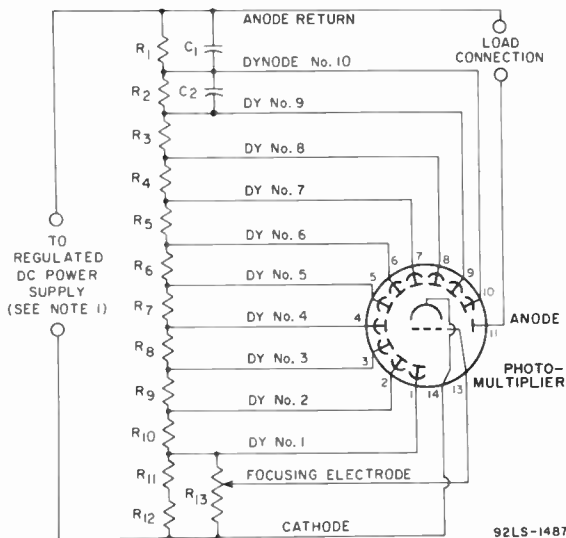 ANODE RETURN
R1
C1
LOAD
CONNECTION
DYNODE No. 10
R2
C2
DY No. 9
R3
DY No. 8
R4
DY No. 7
R5
DY No. 6
TO
REGULATED
DC POWER
SUPPLY
(SEE NOTE 1)
R6
DY No. 5
R7
DY No. 4
R8
DY No. 3
R9
DY No. 2
R10
DY No. 1
R11
R13
FOCUSING ELECTRODE
R12
CATHODE
1
2
3
4
5
6
7
8
9
10
11
13
14
ANODE
PHOTO-
MULTIPLIER
92LS-1487